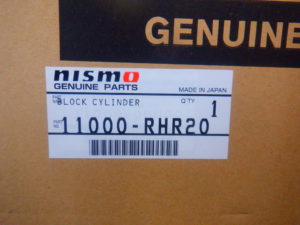 GENUINE
nismo
GENUINE PARTS
MADE IN JAPAN
BLOCK CYLINDER
Q'TY
1
11000-RHR20